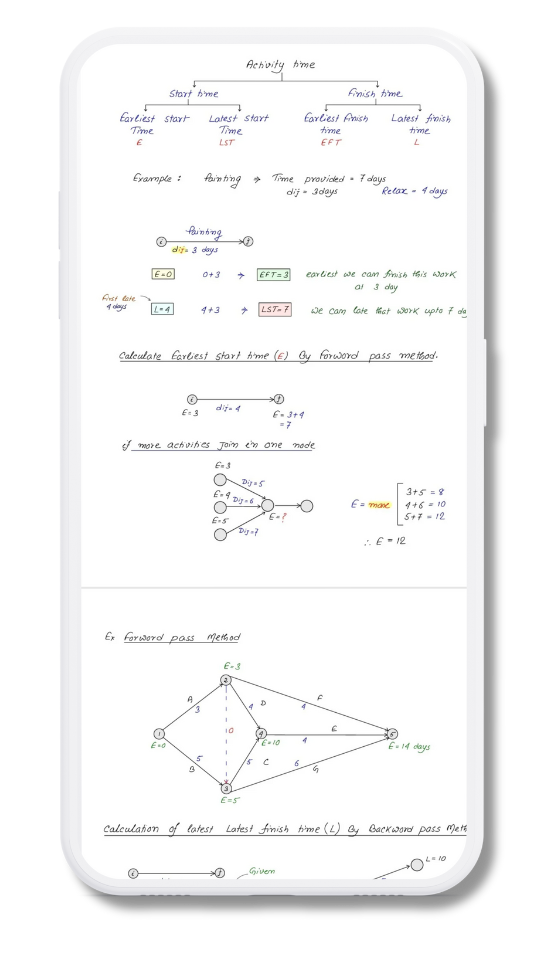 Activity time
Start time
Finish time
Earliest start Time
E
Latest start Time
LST
Earliest finish time
EFT
Latest finish time
L
Example : Painting ⇒ Time provided = 7 days
dij = 3 days Relax = 4 days
Painting
i j
dij = 3 days
E=0 0+3 ⇒ EFT=3 earliest we can finish this work
at 3 day
First late
4 days
L=4 4+3 ⇒ LST=7 We can late that work upto 7 da
Calculate Earliest start time (E) By forword pass method.
i j
E=3 dij= 4 E= 3+4
= 7
if more activities Join in one node
E=3
Dij=5
E=4 Dij=6
E=5 E=?
Dij=7
E = more
3+5 = 8
4+6 = 10
5+7 = 12
∴ E = 12
Ex Forword pass Method
E=3
2
A
3
F
4
4 D
1
E=0
0
4
E=10
E
4
5
E=14 days
5
B
5 C
6 G
3
E=5
Calculation of latest Latest finish time (L) By Backword pass Meth
L=10
i j
Given